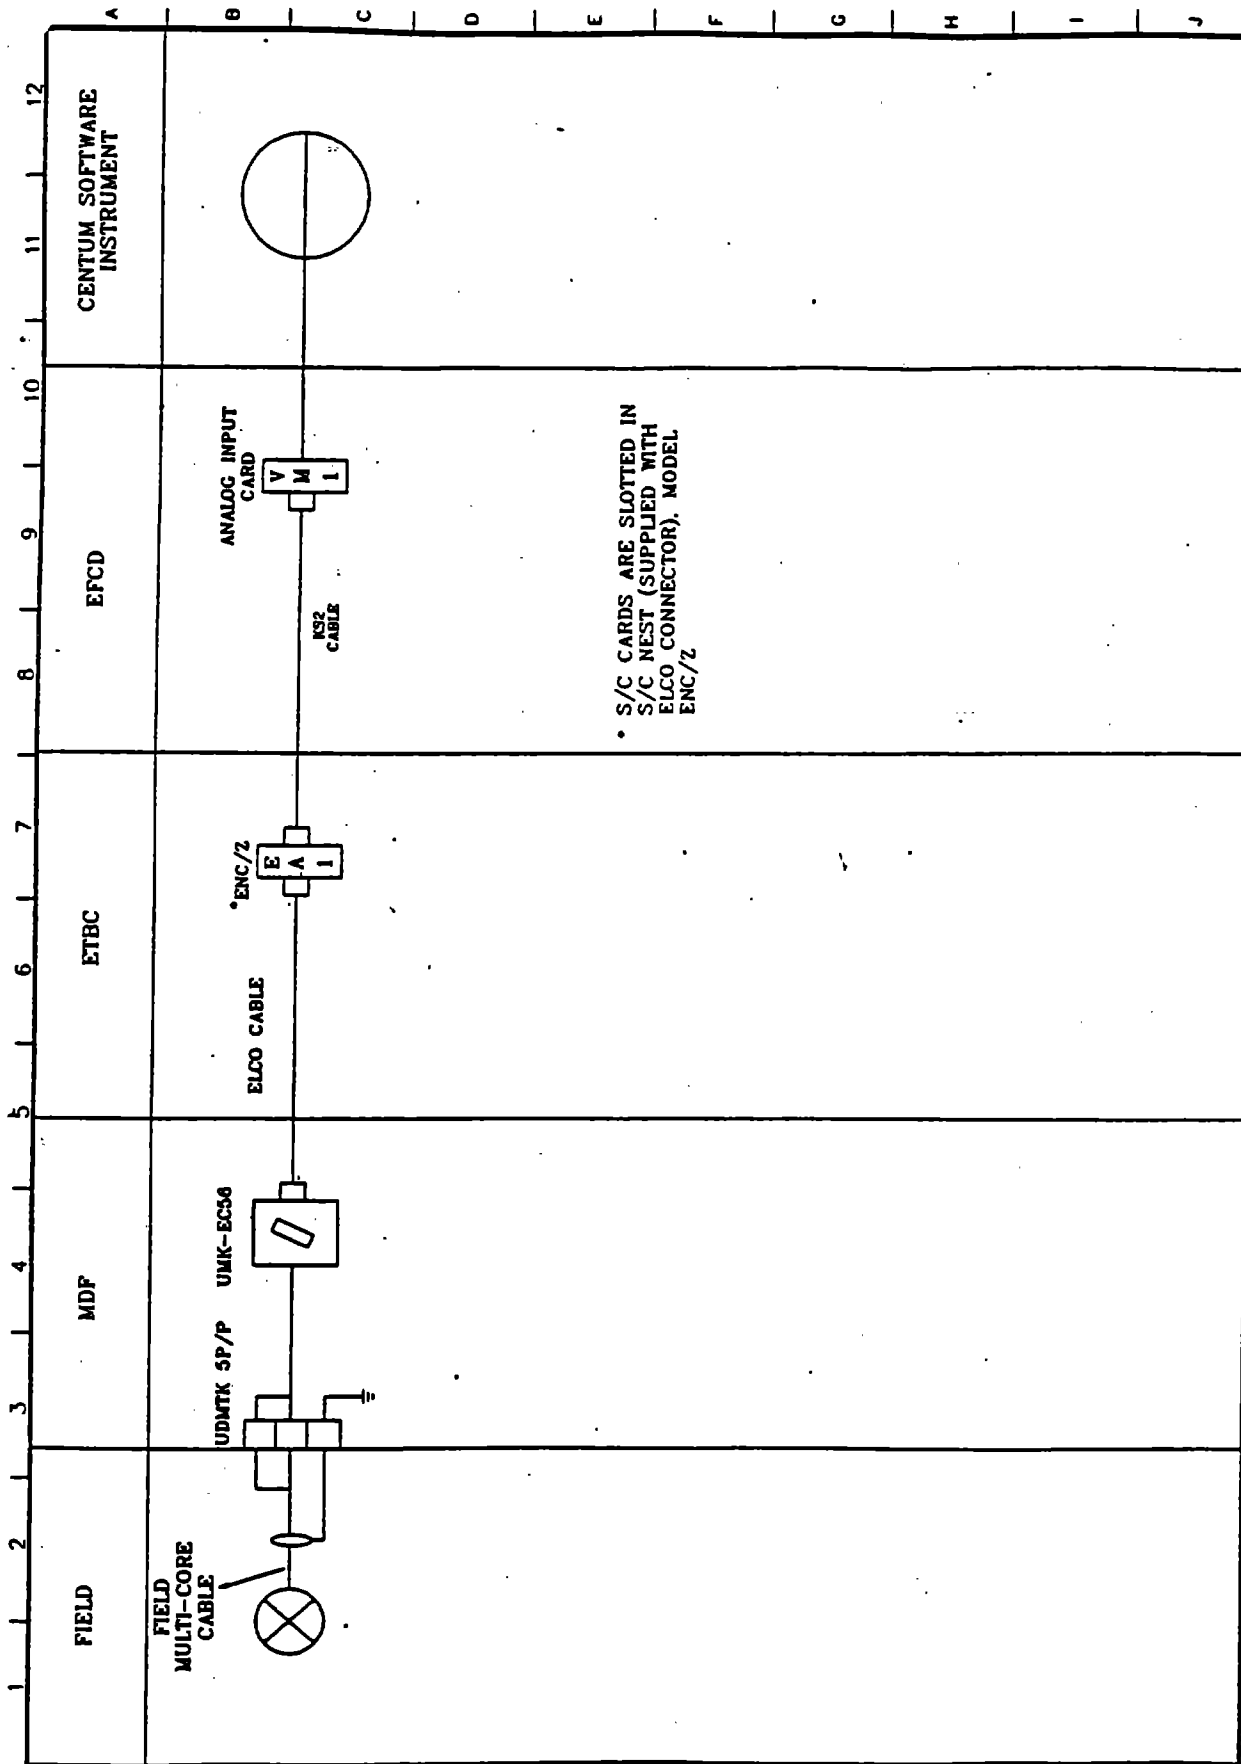 1 2 3 4 5 6 7 8 9 10 11 12
A
B
C
D
E
F
G
H
I
J
FIELD
MDF
ETBC
EFCD
CENTUM SOFTWARE
INSTRUMENT
FIELD
MULTI-CORE
CABLE
UDMTK 5P/P
UMK-EC56
ELCO CABLE
*ENC/Z
E
A
1
K92
CABLE
ANALOG INPUT
CARD
V
M
1
* S/C CARDS ARE SLOTTED IN
S/C NEST (SUPPLIED WITH
ELCO CONNECTOR). MODEL
ENC/Z